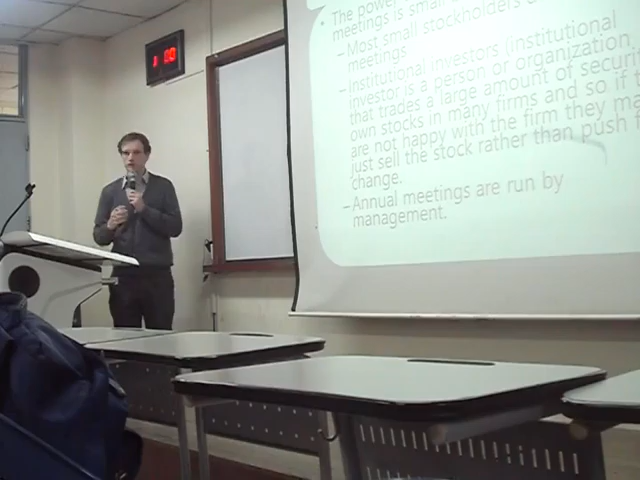 • The power
meetings is small
– Most small stockholders
meetings
– Institutional investors (institutional
investor is a person or organization
that trades a large amount of securi
own stocks in many firms and so if
are not happy with the firm they ma
just sell the stock rather than push f
change.
– Annual meetings are run by
management.